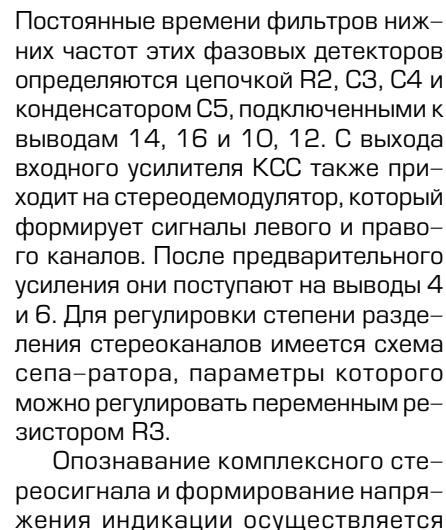 Постоянные времени фильтров ниж–
них частот этих фазовых детекторов
определяются цепочкой R2, C3, C4 и
конденсатором C5, подключенными к
выводам 14, 16 и 10, 12. С выхода
входного усилителя КСС также при–
ходит на стереодемодулятор, который
формирует сигналы левого и право–
го каналов. После предварительного
усиления они поступают на выводы 4
и 6. Для регулировки степени разде–
ления стереоканалов имеется схема
сепа–ратора, параметры которого
можно регулировать переменным ре–
зистором R3.
Опознавание комплексного сте–
реосигнала и формирование напря–
жения индикации осуществляется